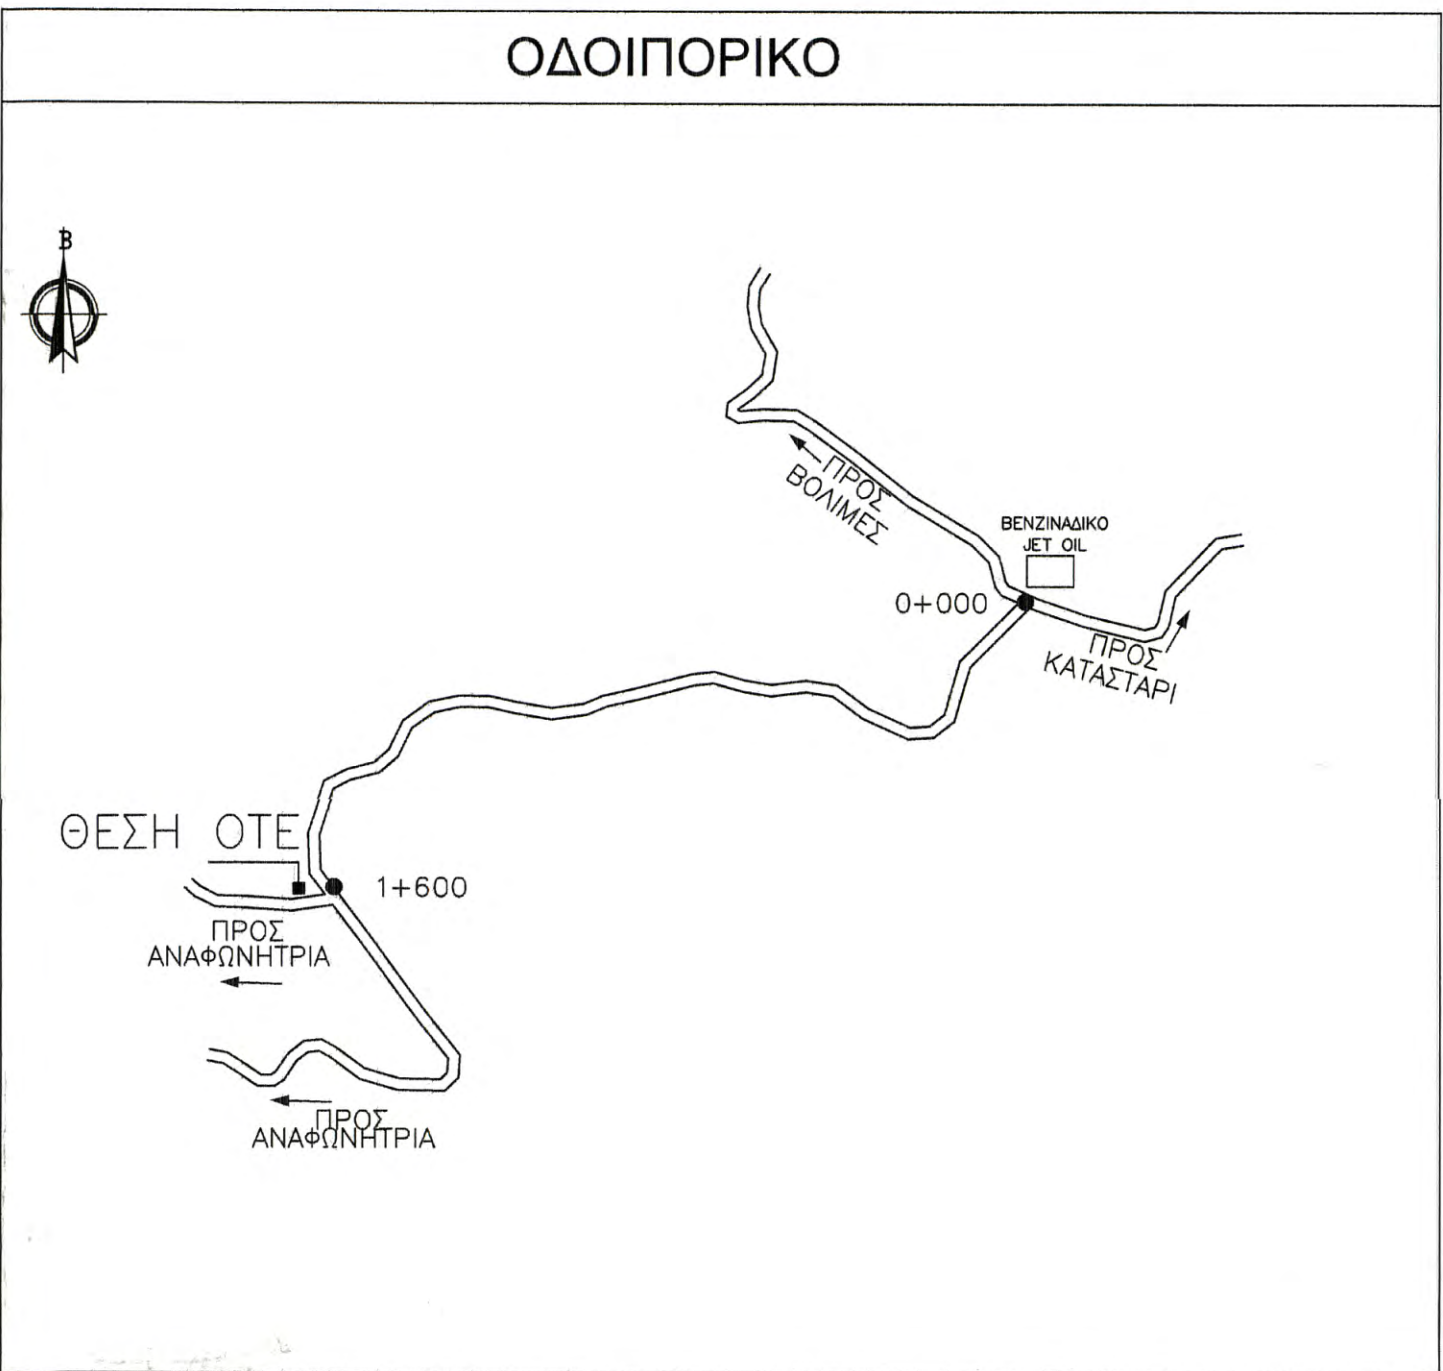 ΟΔΟΙΠΟΡΙΚΟ
Β
ΠΡΟΣ
ΒΟΛΙΜΕΣ
ΒΕΝΖΙΝΑΔΙΚΟ
JET OIL
0+000
ΠΡΟΣ
ΚΑΤΑΣΤΑΡΙ
ΘΕΣΗ ΟΤΕ
1+600
ΠΡΟΣ
ΑΝΑΦΩΝΗΤΡΙΑ
ΠΡΟΣ
ΑΝΑΦΩΝΗΤΡΙΑ